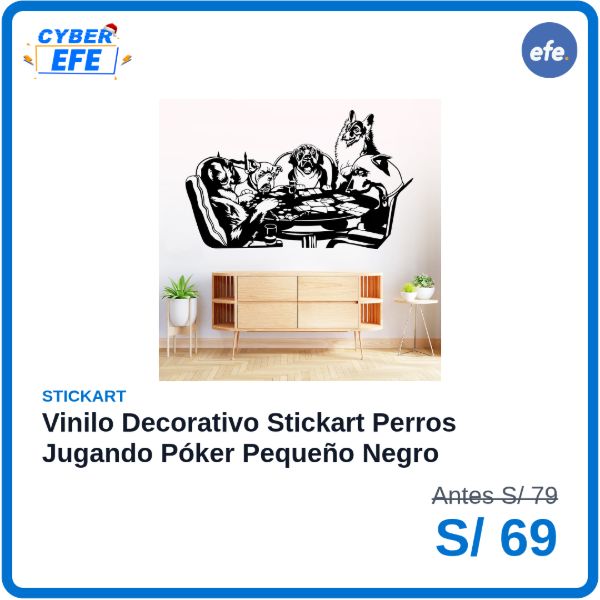 CYBER
EFE
efe.
STICKART
Vinilo Decorativo Stickart Perros
Jugando Póker Pequeño Negro
Antes S/ 79
S/ 69